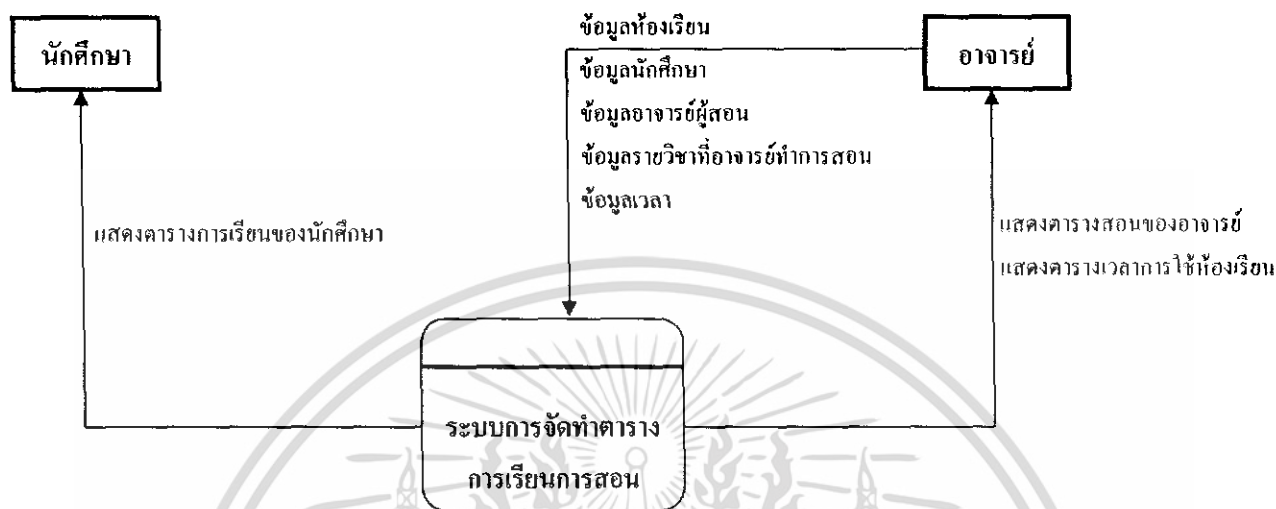 นักศึกษา
ข้อมูลห้องเรียน
ข้อมูลนักศึกษา
ข้อมูลอาจารย์ผู้สอน
ข้อมูลรายวิชาที่อาจารย์ทำการสอน
ข้อมูลเวลา
อาจารย์
แสดงตารางการเรียนของนักศึกษา
แสดงตารางสอนของอาจารย์
แสดงตารางเวลาการใช้ห้องเรียน
ระบบการจัดทำตาราง
การเรียนการสอน